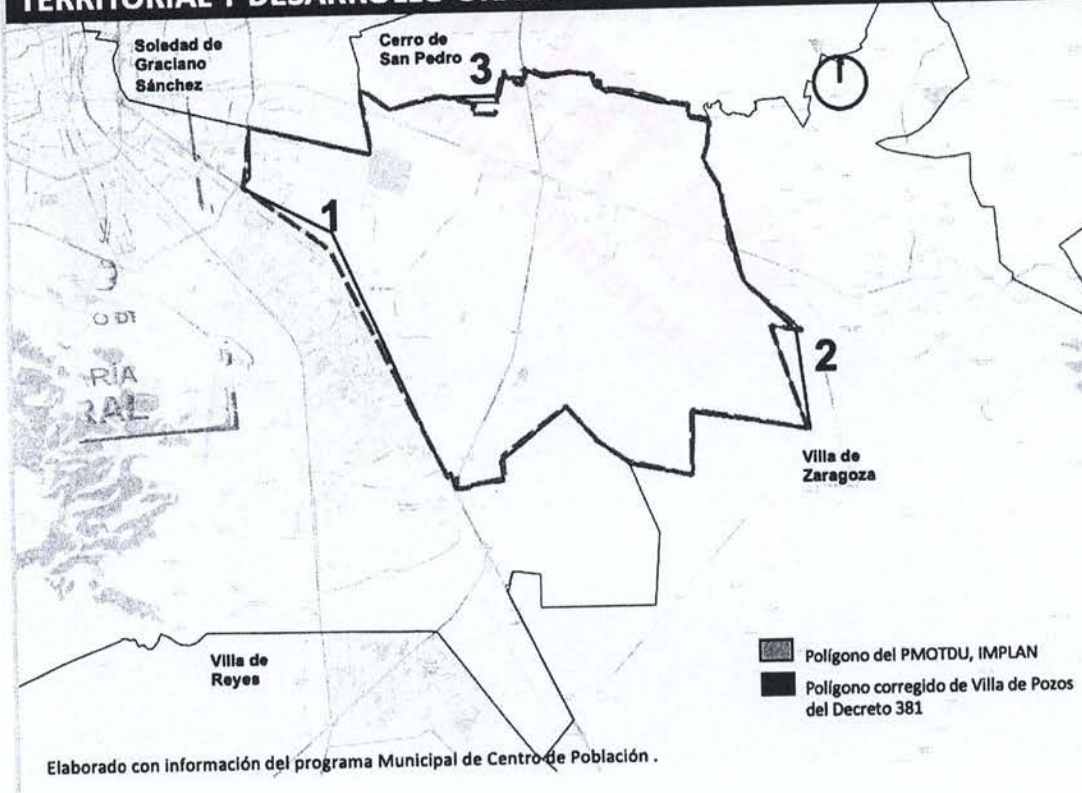 Soledad de
Graciano
Sánchez
Cerro de
San Pedro
3
1
2
Villa de
Zaragoza
Villa de
Reyes
Polígono del PMOTDU, IMPLAN
Polígono corregido de Villa de Pozos
del Decreto 381
Elaborado con información del programa Municipal de Centro de Población .